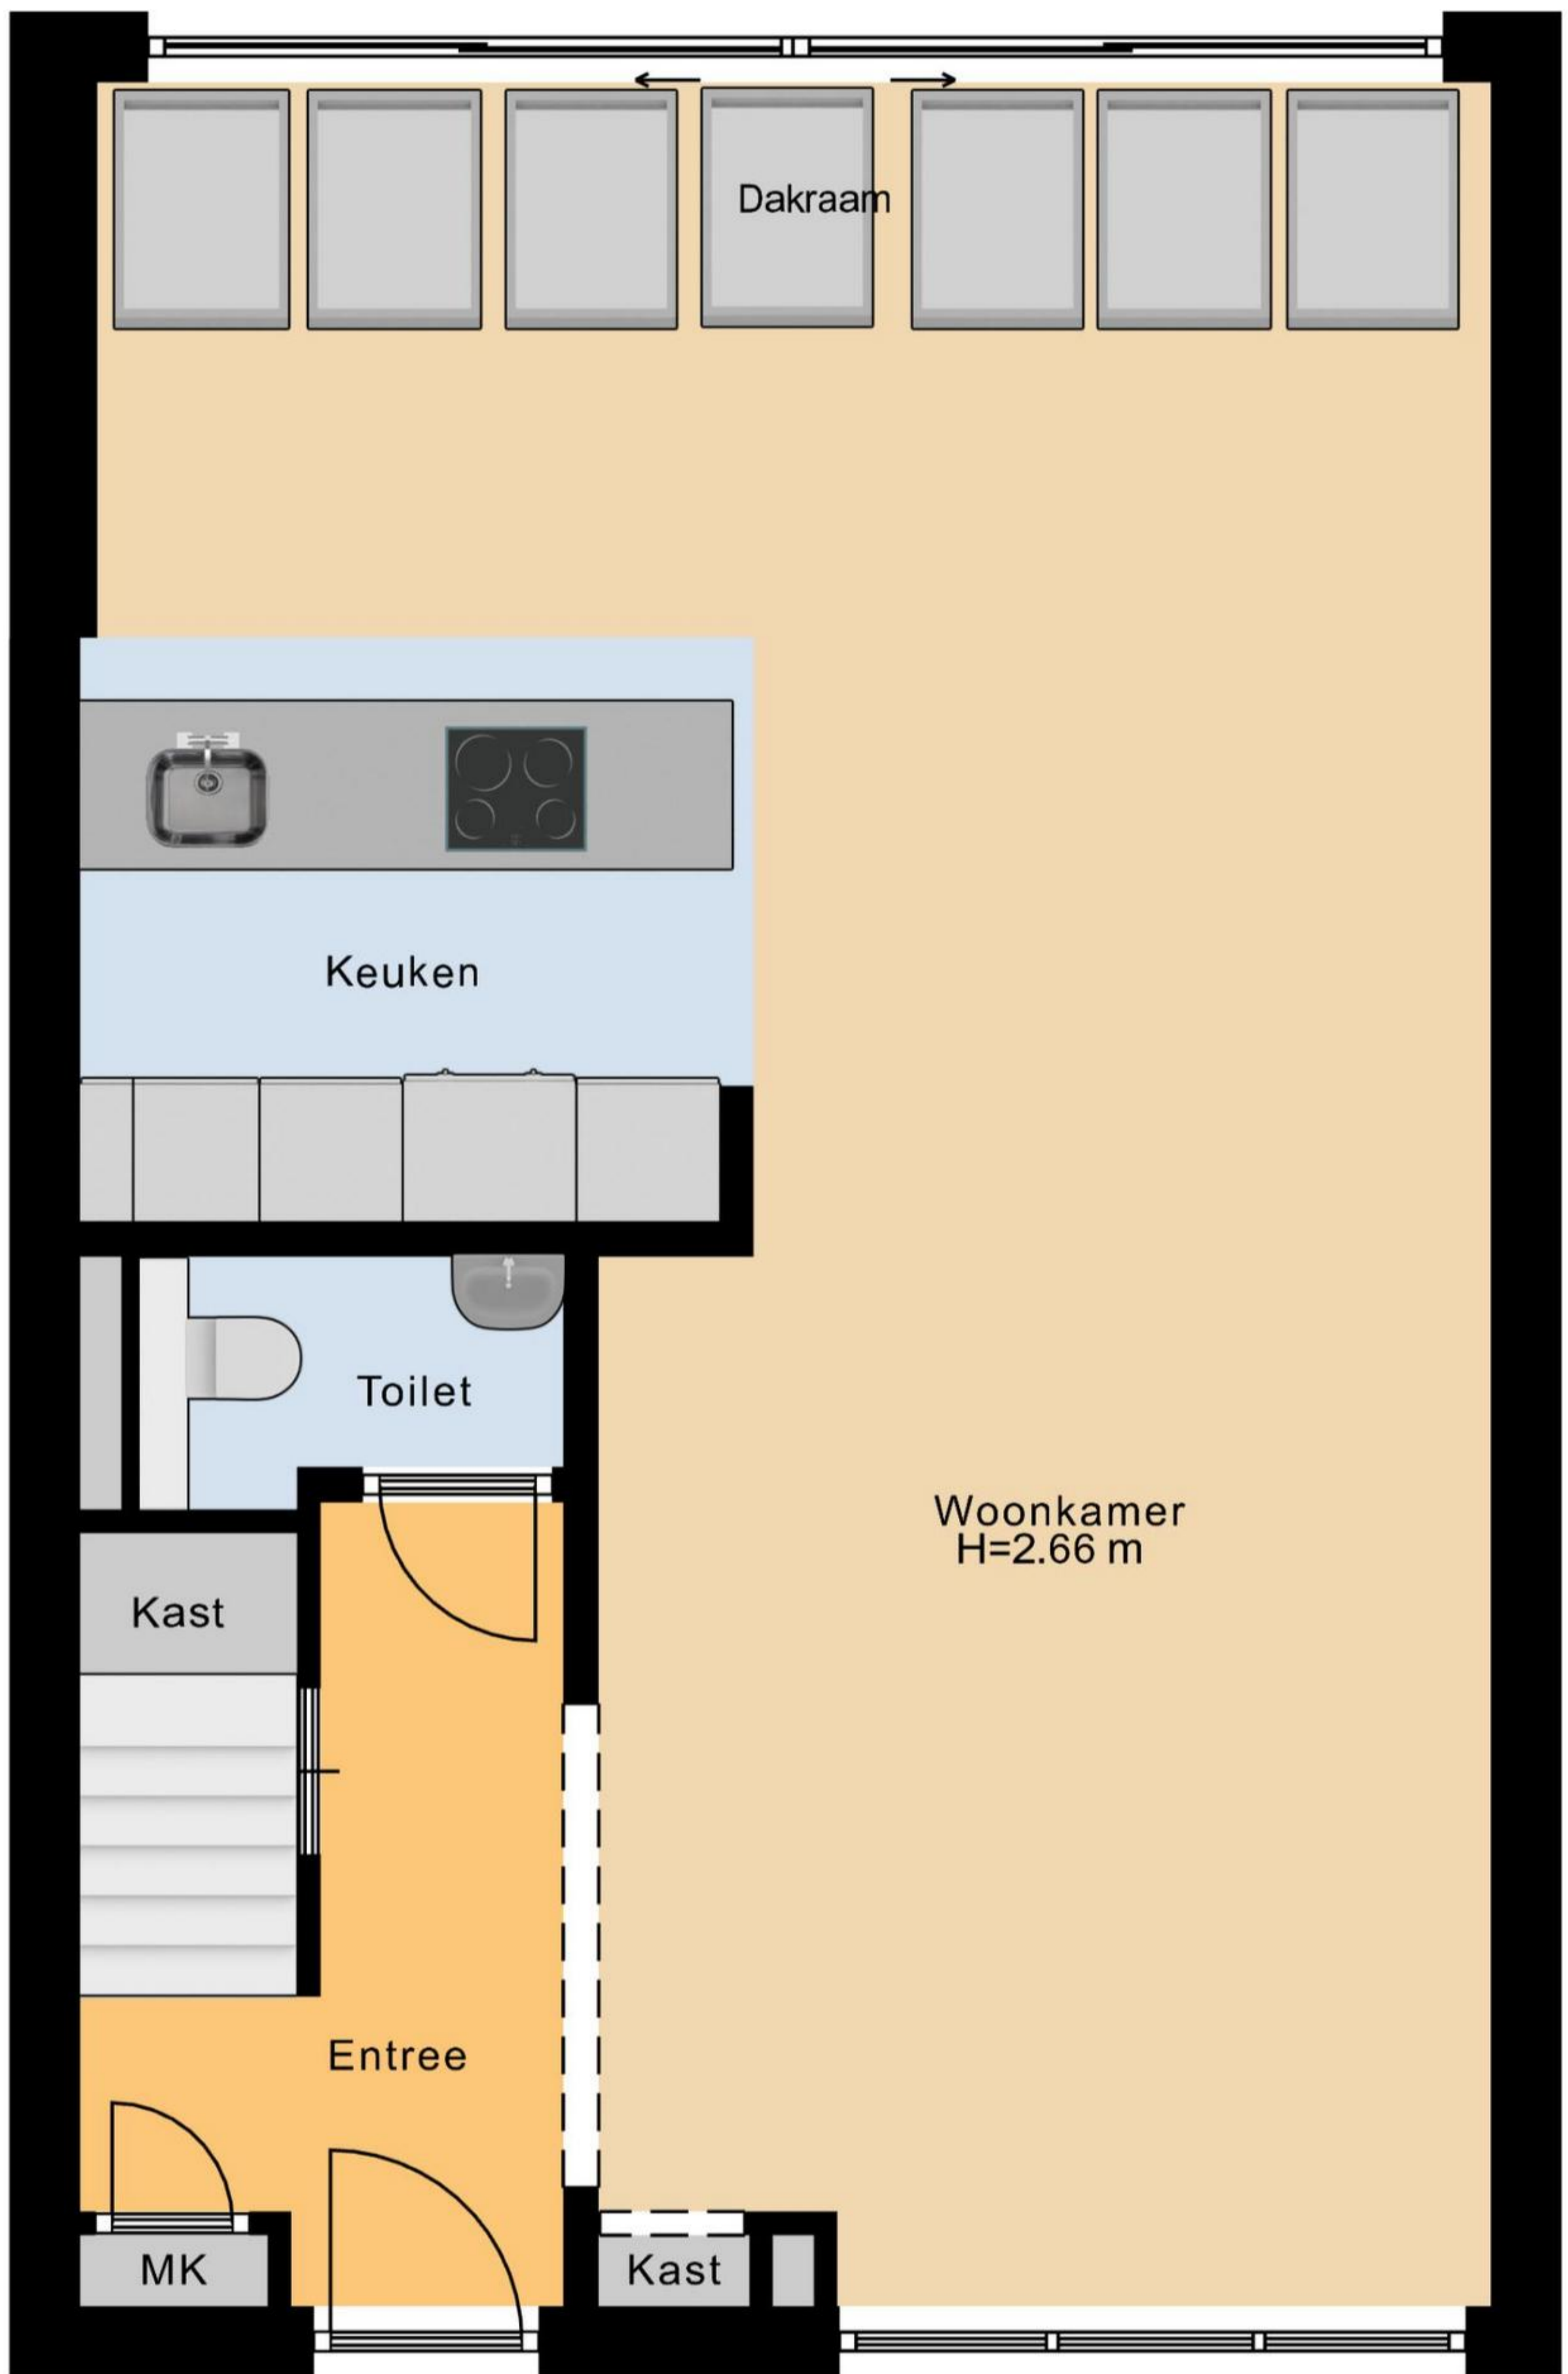 Dakraam
Keuken
Toilet
Woonkamer
H=2.66 m
Kast
Entree
MK
Kast